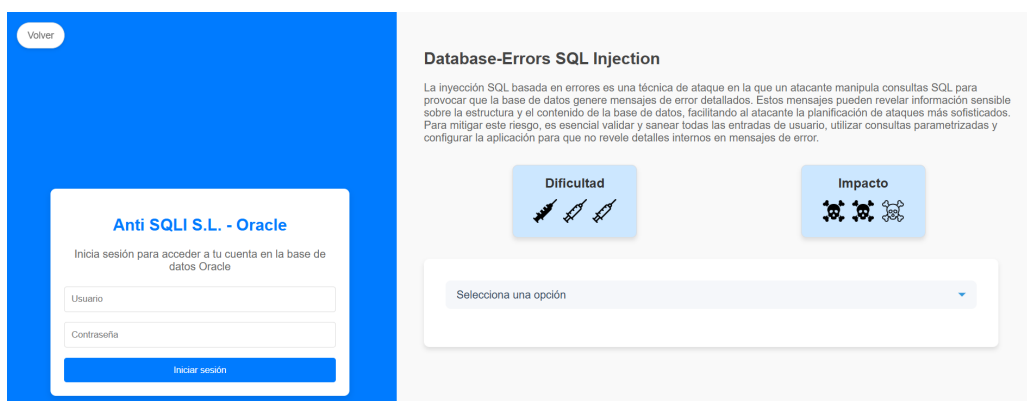 Volver
Anti SQLI S.L. - Oracle
Inicia sesión para acceder a tu cuenta en la base de
datos Oracle
Usuario
Contraseña
Iniciar sesión
Database-Errors SQL Injection
La inyección SQL basada en errores es una técnica de ataque en la que un atacante manipula consultas SQL para
provocar que la base de datos genere mensajes de error detallados. Estos mensajes pueden revelar información sensible
sobre la estructura y el contenido de la base de datos, facilitando al atacante la planificación de ataques más sofisticados.
Para mitigar este riesgo, es esencial validar y sanear todas las entradas de usuario, utilizar consultas parametrizadas y
configurar la aplicación para que no revele detalles internos en mensajes de error.
Dificultad
Impacto
Selecciona una opción